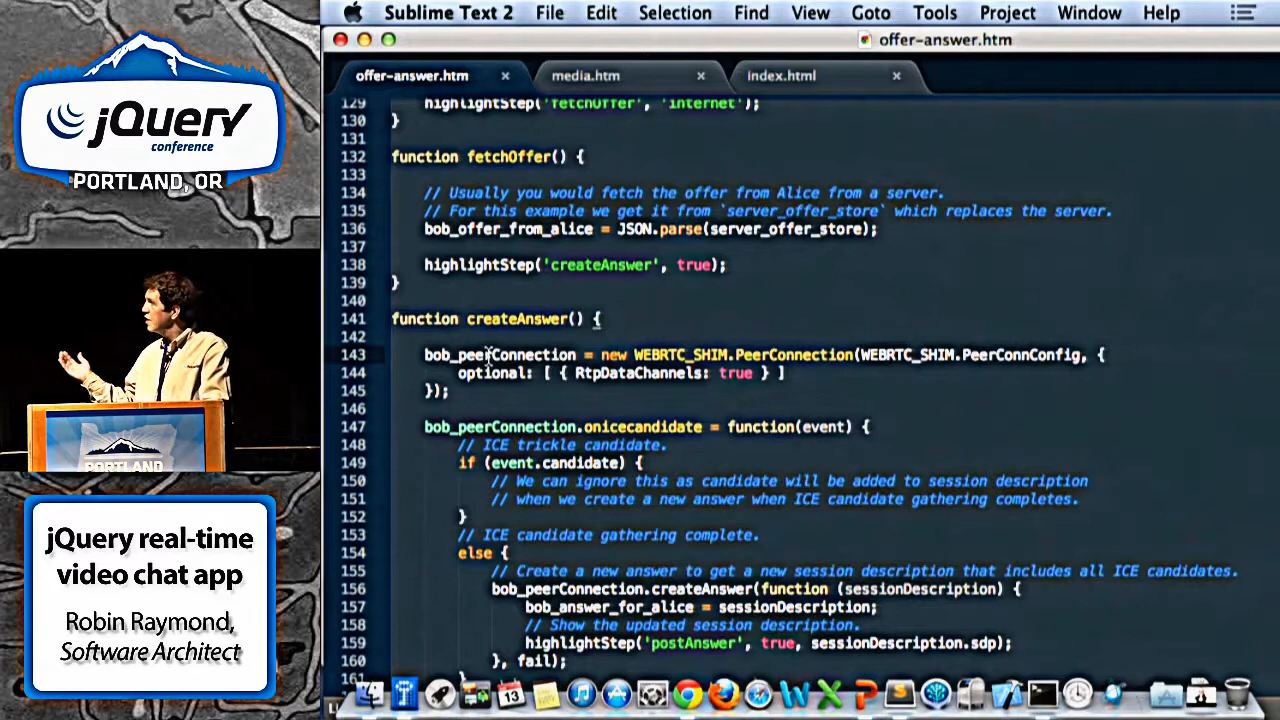 jQuery
conference
PORTLAND, OR
PORTLAND
jQuery real-time
video chat app
Robin Raymond,
Software Architect
Sublime Text 2 File Edit Selection Find View Goto Tools Project Window Help
offer-answer.htm
offer-answer.htm × media.htm × index.html ×
129 highlightStep('fetchOffer', 'internet');
130 }
131
132 function fetchOffer() {
133
134 // Usually you would fetch the offer from Alice from a server.
135 // For this example we get it from `server_offer_store` which replaces the server.
136 bob_offer_from_alice = JSON.parse(server_offer_store);
137
138 highlightStep('createAnswer', true);
139 }
140
141 function createAnswer() {
142
143 bob_peerConnection = new WEBRTC_SHIM.PeerConnection(WEBRTC_SHIM.PeerConnConfig, {
144 optional: [ { RtpDataChannels: true } ]
145 });
146
147 bob_peerConnection.onicecandidate = function(event) {
148 // ICE trickle candidate.
149 if (event.candidate) {
150 // We can ignore this as candidate will be added to session description
151 // when we create a new answer when ICE candidate gathering completes.
152 }
153 // ICE candidate gathering complete.
154 else {
155 // Create a new answer to get a new session description that includes all ICE candidates.
156 bob_peerConnection.createAnswer(function (sessionDescription) {
157 bob_answer_for_alice = sessionDescription;
158 // Show the updated session description.
159 highlightStep('postAnswer', true, sessionDescription.sdp);
160 }, fail);
161 }
13